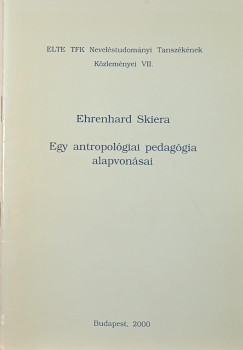 ELTE TFK Neveléstudományi Tanszékének
Közleményei VII.
Ehrenhard Skiera
Egy antropológiai pedagógia
alapvonásai
Budapest, 2000